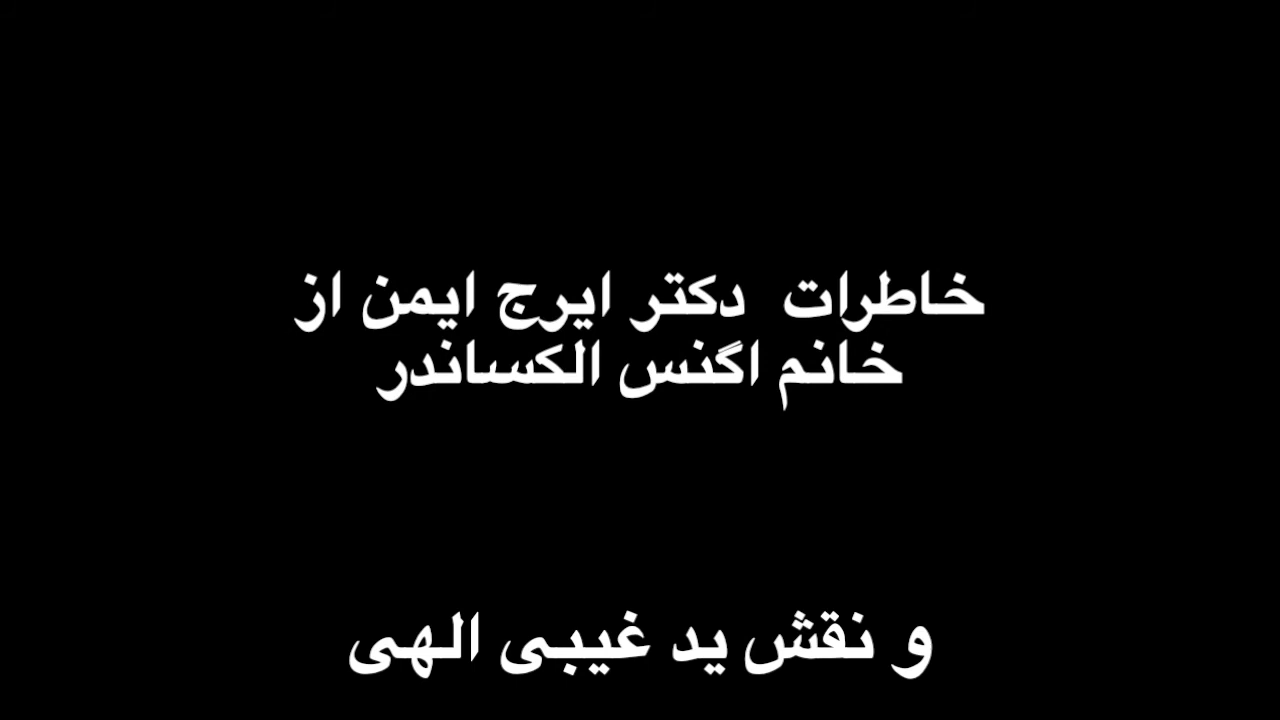 خاطرات دکتر ایرج ایمن از
خانم اگنس الکساندر
و نقش ید غیبی الهی